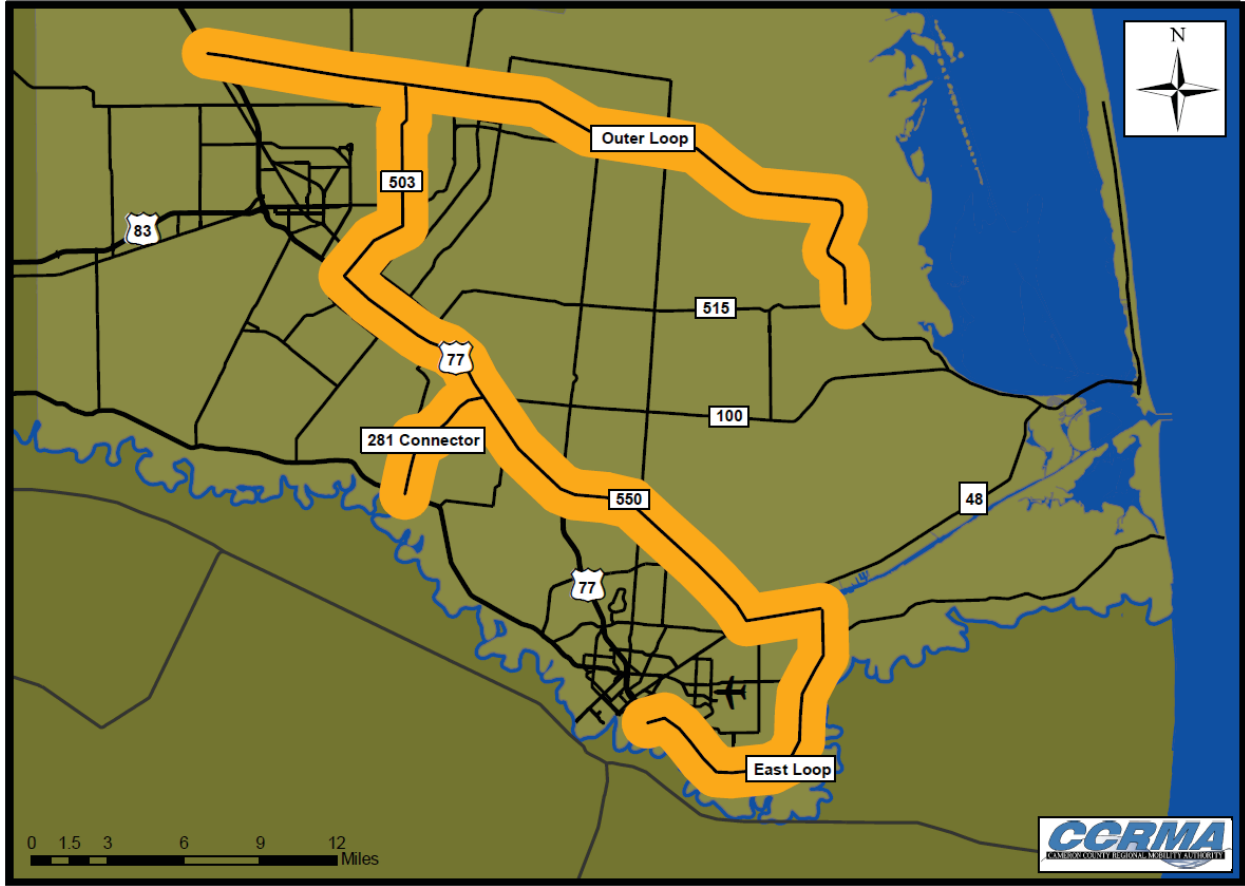 N
Outer Loop
503
83
515
77
100
281 Connector
550
48
77
East Loop
0 1.5 3 6 9 12
Miles
CCRMA
CAMERON COUNTY REGIONAL MOBILITY AUTHORITY